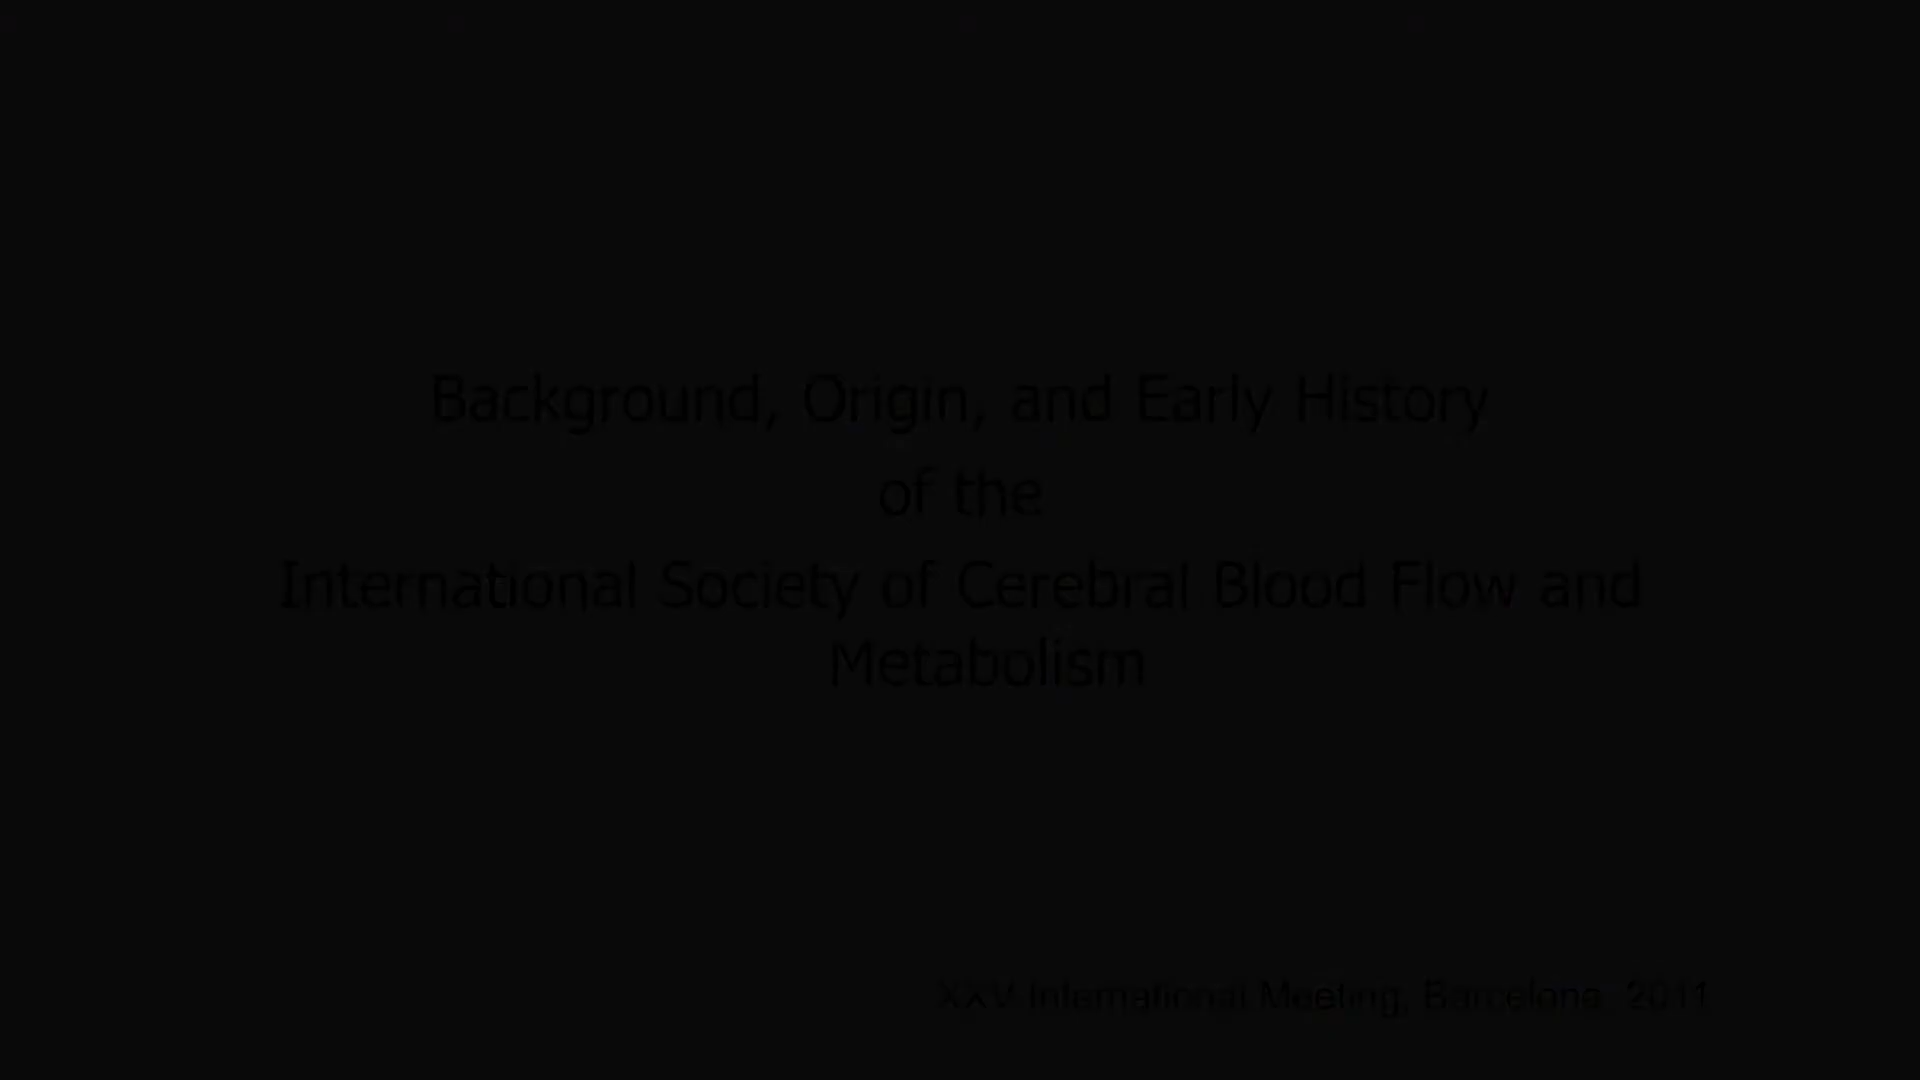 Background, Origin, and Early History
of the
International Society of Cerebral Blood Flow and
Metabolism
XXV International Meeting, Barcelona, 2011